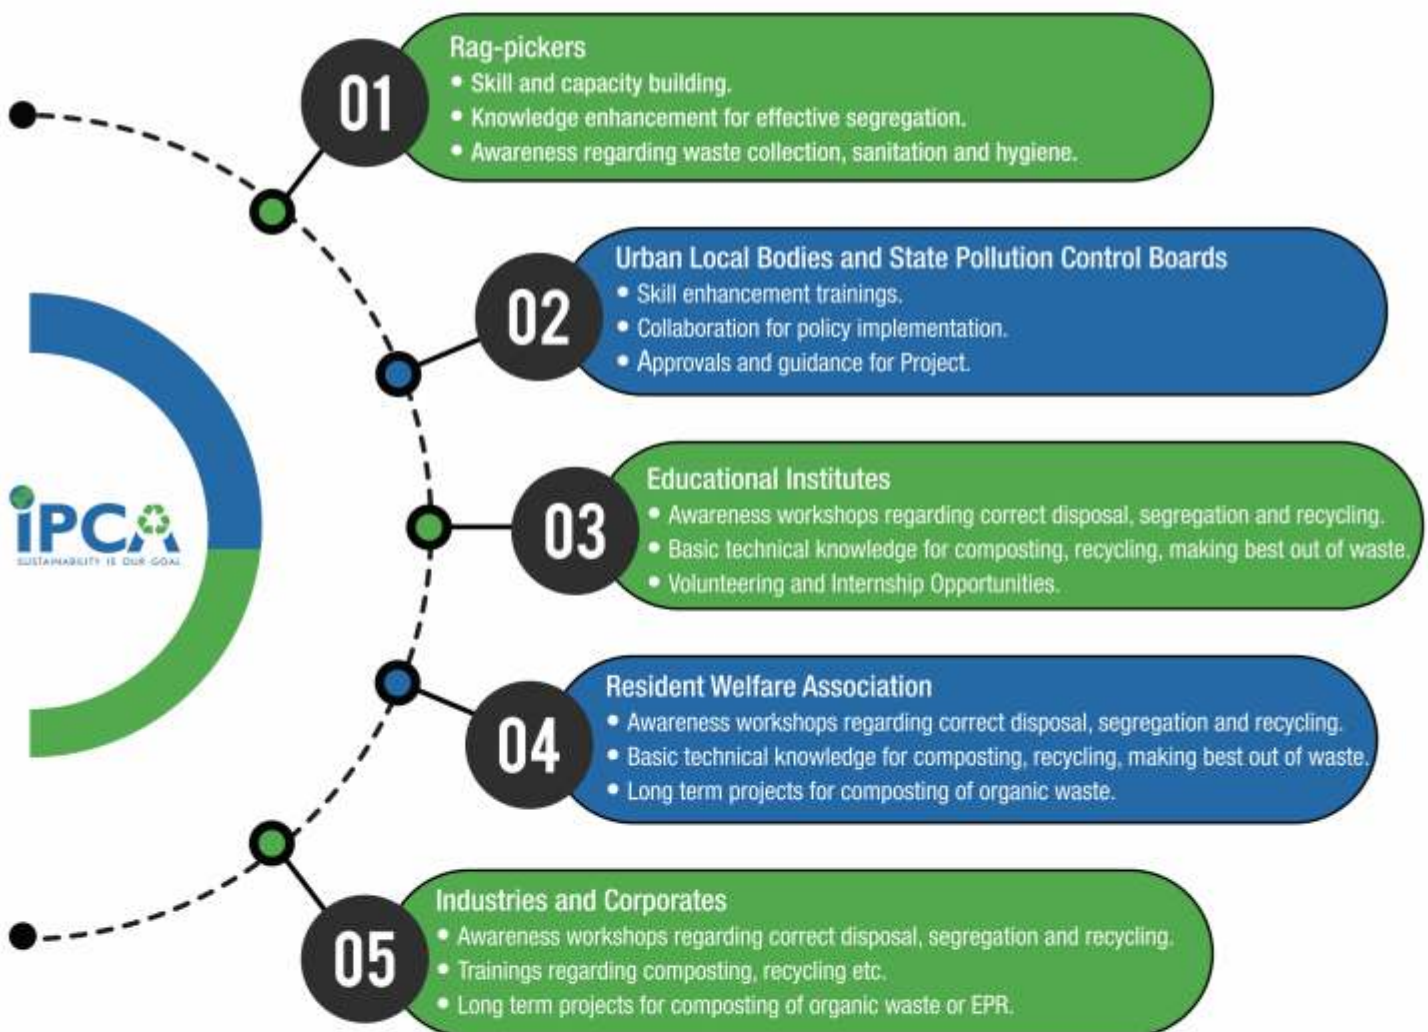 01
Rag-pickers
• Skill and capacity building.
• Knowledge enhancement for effective segregation.
• Awareness regarding waste collection, sanitation and hygiene.
02
Urban Local Bodies and State Pollution Control Boards
• Skill enhancement trainings.
• Collaboration for policy implementation.
• Approvals and guidance for Project.
iPCA
SUSTAINABILITY IS OUR GOAL
03
Educational Institutes
• Awareness workshops regarding correct disposal, segregation and recycling.
• Basic technical knowledge for composting, recycling, making best out of waste.
• Volunteering and Internship Opportunities.
04
Resident Welfare Association
• Awareness workshops regarding correct disposal, segregation and recycling.
• Basic technical knowledge for composting, recycling, making best out of waste.
• Long term projects for composting of organic waste.
05
Industries and Corporates
• Awareness workshops regarding correct disposal, segregation and recycling.
• Trainings regarding composting, recycling etc.
• Long term projects for composting of organic waste or EPR.